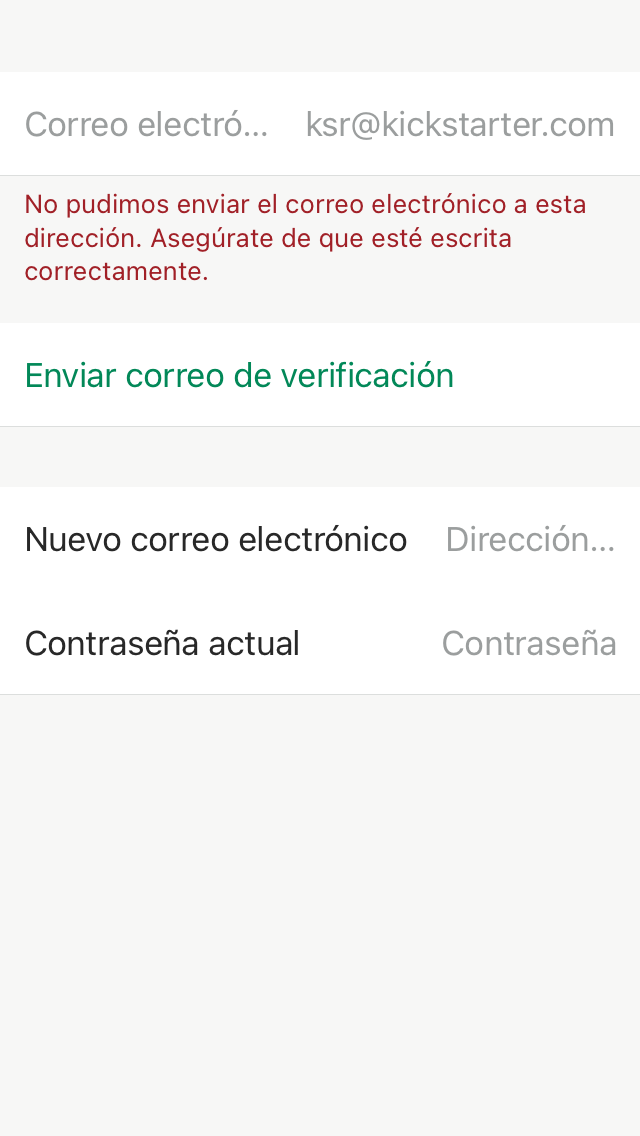 Correo electró... ksr@kickstarter.com
No pudimos enviar el correo electrónico a esta
dirección. Asegúrate de que esté escrita
correctamente.
Enviar correo de verificación
Nuevo correo electrónico Dirección...
Contraseña actual Contraseña